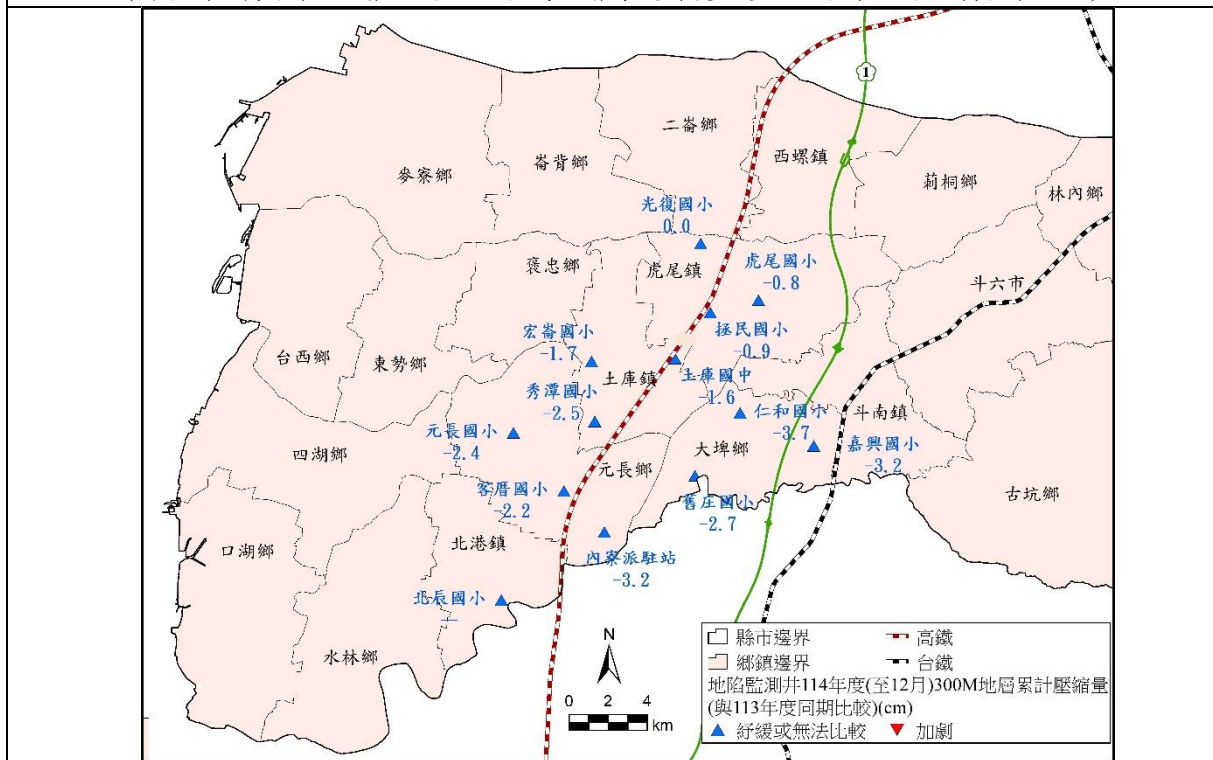 二崙鄉
1
西螺鎮
崙背鄉
麥寮鄉
莿桐鄉
林內鄉
光復國小
0.0
褒忠鄉
虎尾鎮
虎尾國小
-0.8
斗六市
宏崙國小
-1.7
拯民國小
-0.9
台西鄉
東勢鄉
土庫鎮
土庫國中
-1.6
秀潭國小
-2.5
仁和國小
-3.7
斗南鎮
元長國小
-2.4
四湖鄉
大埤鄉
嘉興國小
-3.2
元長鄉
客厝國小
-2.2
舊庄國小
-2.7
古坑鄉
口湖鄉
北港鎮
內寮派駐站
-3.2
北辰國小
水林鄉
N
0 2 4
km
縣市邊界 高鐵
鄉鎮邊界 台鐵
地陷監測井114年度(至12月)300M地層累計壓縮量
(與113年度同期比較)(cm)
紓緩或無法比較 加劇